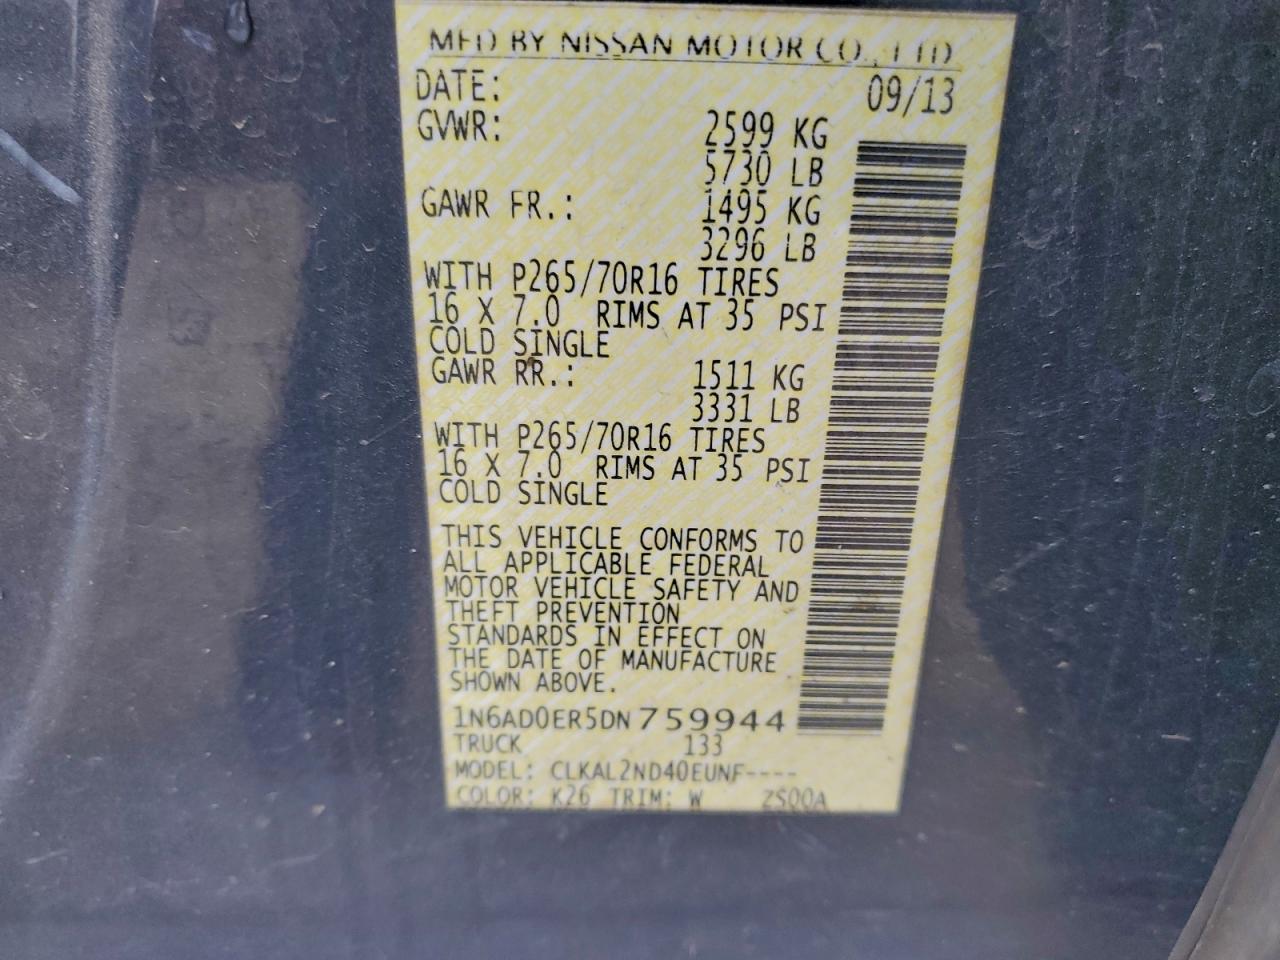 MFD BY NISSAN MOTOR CO., LTD
DATE: 09/13
GVWR: 2599 KG
5730 LB
GAWR FR.: 1495 KG
3296 LB
WITH P265/70R16 TIRES
16 X 7.0 RIMS AT 35 PSI
COLD SINGLE
GAWR RR.: 1511 KG
3331 LB
WITH P265/70R16 TIRES
16 X 7.0 RIMS AT 35 PSI
COLD SINGLE
THIS VEHICLE CONFORMS TO
ALL APPLICABLE FEDERAL
MOTOR VEHICLE SAFETY AND
THEFT PREVENTION
STANDARDS IN EFFECT ON
THE DATE OF MANUFACTURE
SHOWN ABOVE.
1N6AD0ER5DN759944
TRUCK 133
MODEL: CLKAL2ND40EUNF----
COLOR: K26 TRIM: W ZS00A